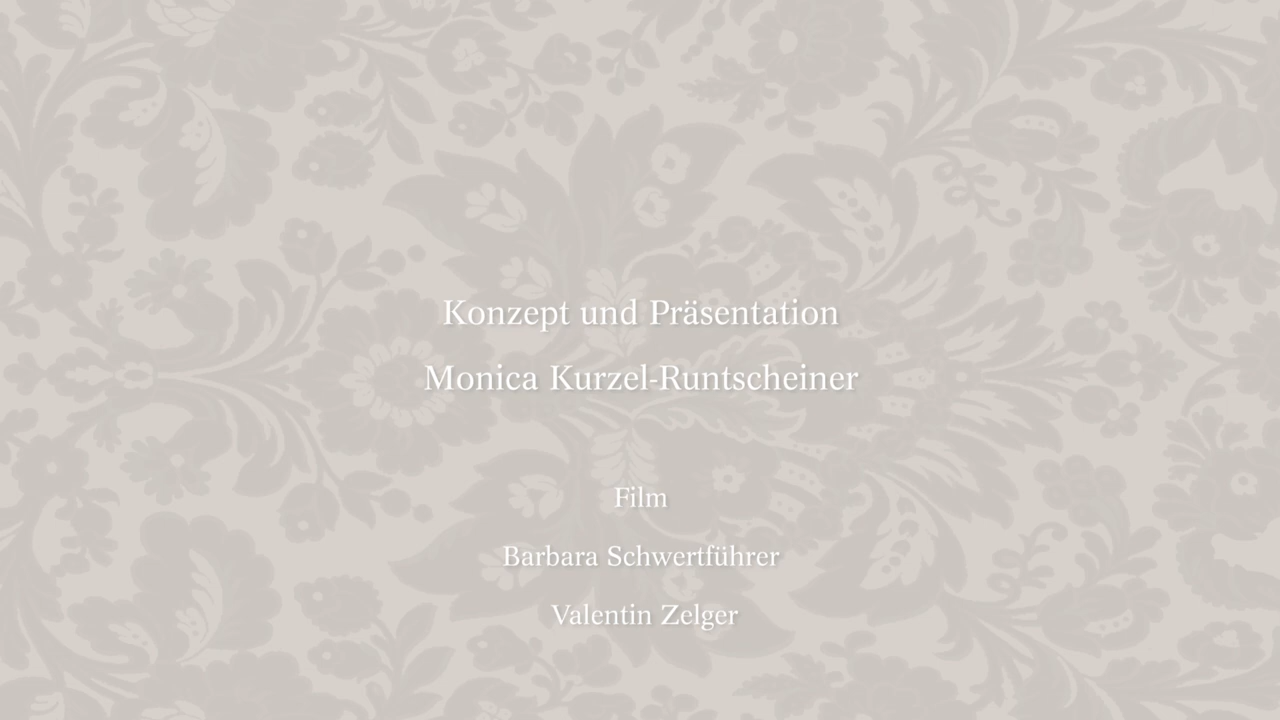 Konzept und Präsentation
Monica Kurzel-Runtscheiner
Film
Barbara Schwertführer
Valentin Zelger